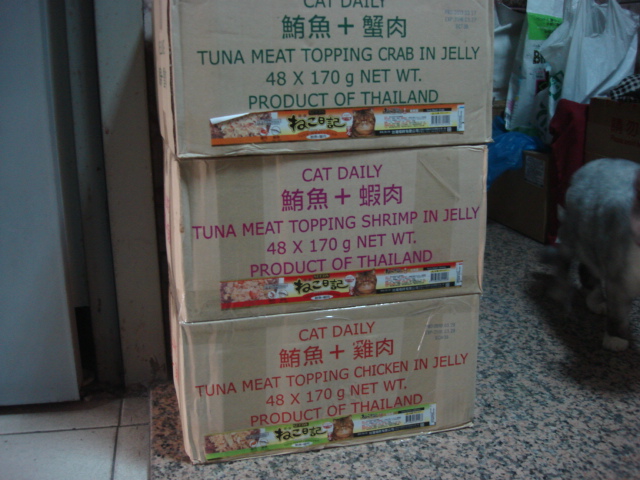 CAT DAILY
鮪魚+蟹肉
TUNA MEAT TOPPING CRAB IN JELLY
48 X 170 g NET WT.
PRODUCT OF THAILAND
ねこ日記
CAT DAILY
鮪魚+蝦肉
TUNA MEAT TOPPING SHRIMP IN JELLY
48 X 170 g NET WT.
PRODUCT OF THAILAND
ねこ日記
CAT DAILY
鮪魚+雞肉
TUNA MEAT TOPPING CHICKEN IN JELLY
48 X 170 g NET WT.
PRODUCT OF THAILAND
ねこ日記